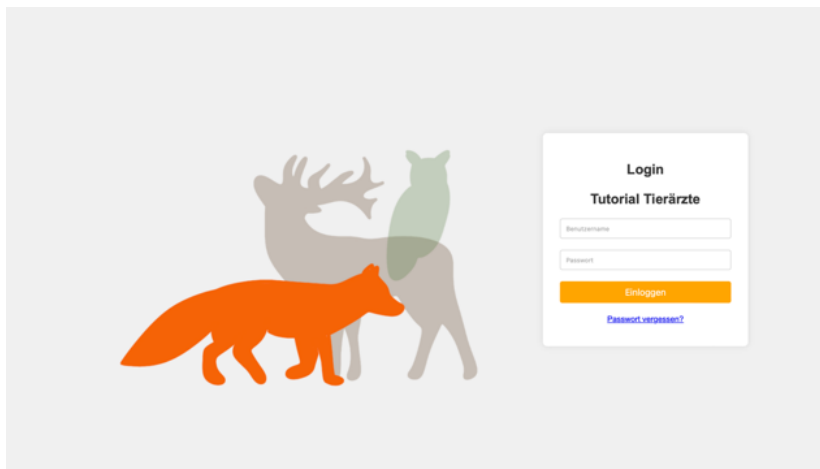 Login
Tutorial Tierärzte
Benutzername
Passwort
Einloggen
Passwort vergessen?